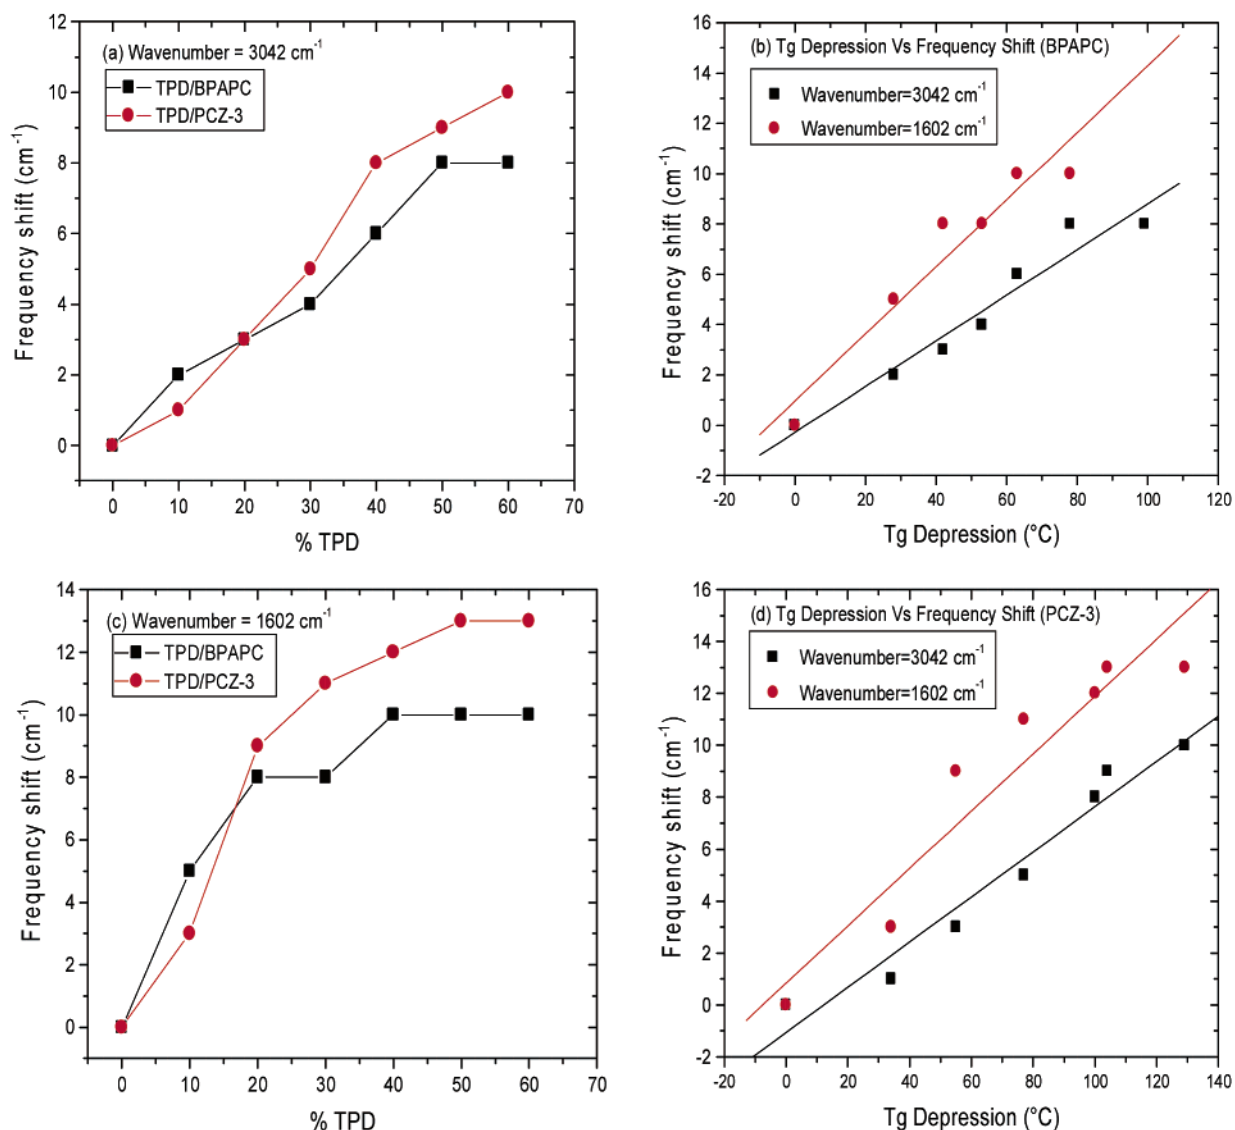 (a) Wavenumber = 3042 cm⁻¹
TPD/BPAPC
TPD/PCZ-3
12
10
8
6
4
2
0
Frequency shift (cm⁻¹)
0 10 20 30 40 50 60 70
% TPD
(b) Tg Depression Vs Frequency Shift (BPAPC)
Wavenumber=3042 cm⁻¹
Wavenumber=1602 cm⁻¹
16
14
12
10
8
6
4
2
0
-2
Frequency shift (cm⁻¹)
-20 0 20 40 60 80 100 120
Tg Depression (°C)
(c) Wavenumber = 1602 cm⁻¹
TPD/BPAPC
TPD/PCZ-3
14
12
10
8
6
4
2
0
Frequency shift (cm⁻¹)
0 10 20 30 40 50 60 70
% TPD
(d) Tg Depression Vs Frequency Shift (PCZ-3)
Wavenumber=3042 cm⁻¹
Wavenumber=1602 cm⁻¹
16
14
12
10
8
6
4
2
0
-2
Frequency shift (cm⁻¹)
-20 0 20 40 60 80 100 120 140
Tg Depression (°C)